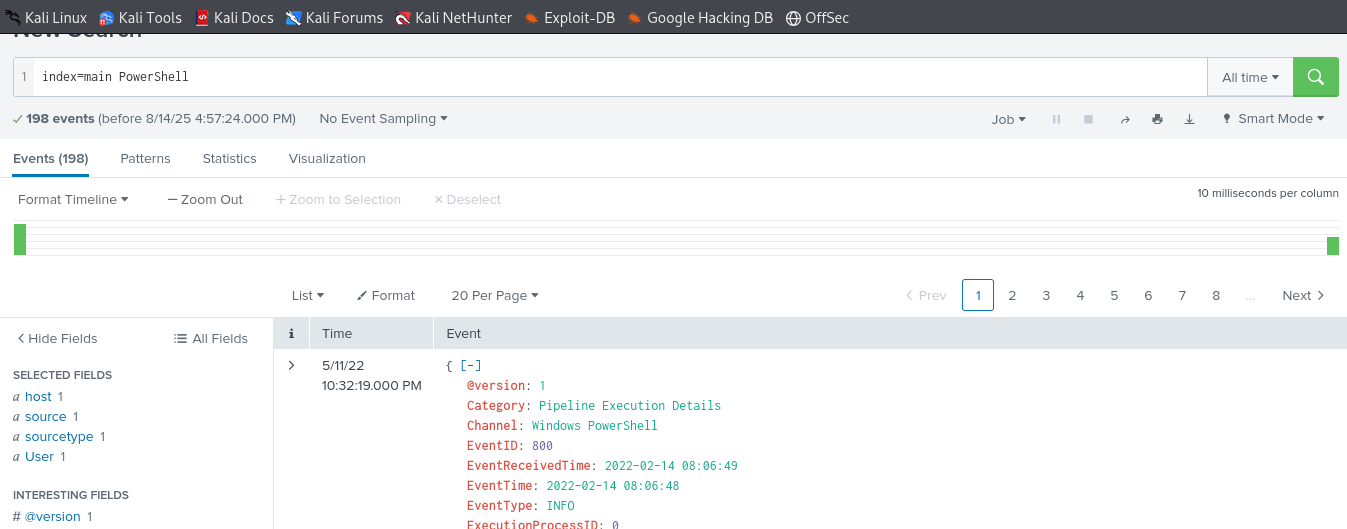 Kali Linux Kali Tools Kali Docs Kali Forums Kali NetHunter Exploit-DB Google Hacking DB OffSec
New Search
1 index=main PowerShell All time
198 events (before 8/14/25 4:57:24.000 PM) No Event Sampling Job Smart Mode
Events (198) Patterns Statistics Visualization
Format Timeline — Zoom Out + Zoom to Selection × Deselect 10 milliseconds per column
List Format 20 Per Page < Prev 1 2 3 4 5 6 7 8 ... Next >
< Hide Fields All Fields i Time Event
SELECTED FIELDS
a host 1
a source 1
a sourcetype 1
a User 1
INTERESTING FIELDS
# @version 1
> 5/11/22
10:32:19.000 PM
{ [-]
@version: 1
Category: Pipeline Execution Details
Channel: Windows PowerShell
EventID: 800
EventReceivedTime: 2022-02-14 08:06:49
EventTime: 2022-02-14 08:06:48
EventType: INFO
ExecutionProcessID: 0